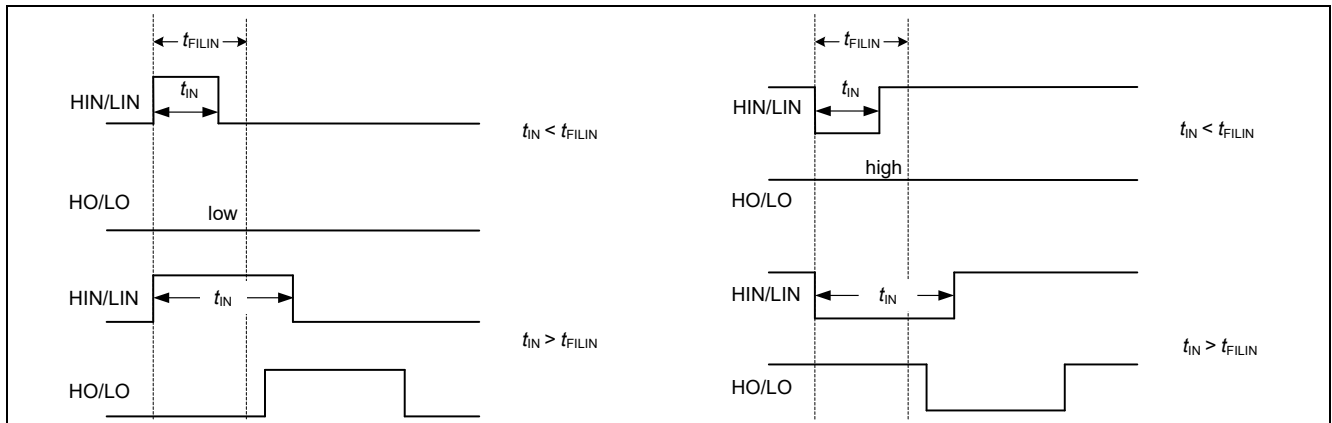 tFILIN
HIN/LIN
tIN
tIN < tFILIN
HO/LO
low
HIN/LIN
tIN
tIN > tFILIN
HO/LO
tFILIN
HIN/LIN
tIN
tIN < tFILIN
high
HO/LO
HIN/LIN
tIN
tIN > tFILIN
HO/LO